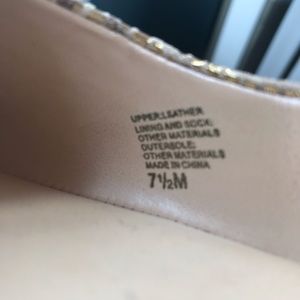 UPPER:LEATHER
LINING AND SOCK:
OTHER MATERIALS
OUTERSOLE:
OTHER MATERIALS
MADE IN CHINA
7½M